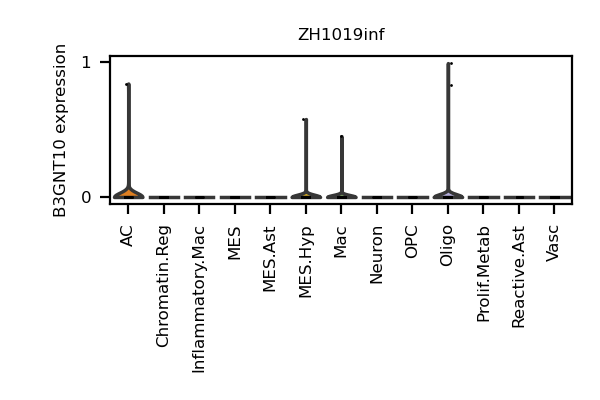 ZH1019inf
B3GNT10 expression
1
0
AC
Chromatin.Reg
Inflammatory.Mac
MES
MES.Ast
MES.Hyp
Mac
Neuron
OPC
Oligo
Prolif.Metab
Reactive.Ast
Vasc